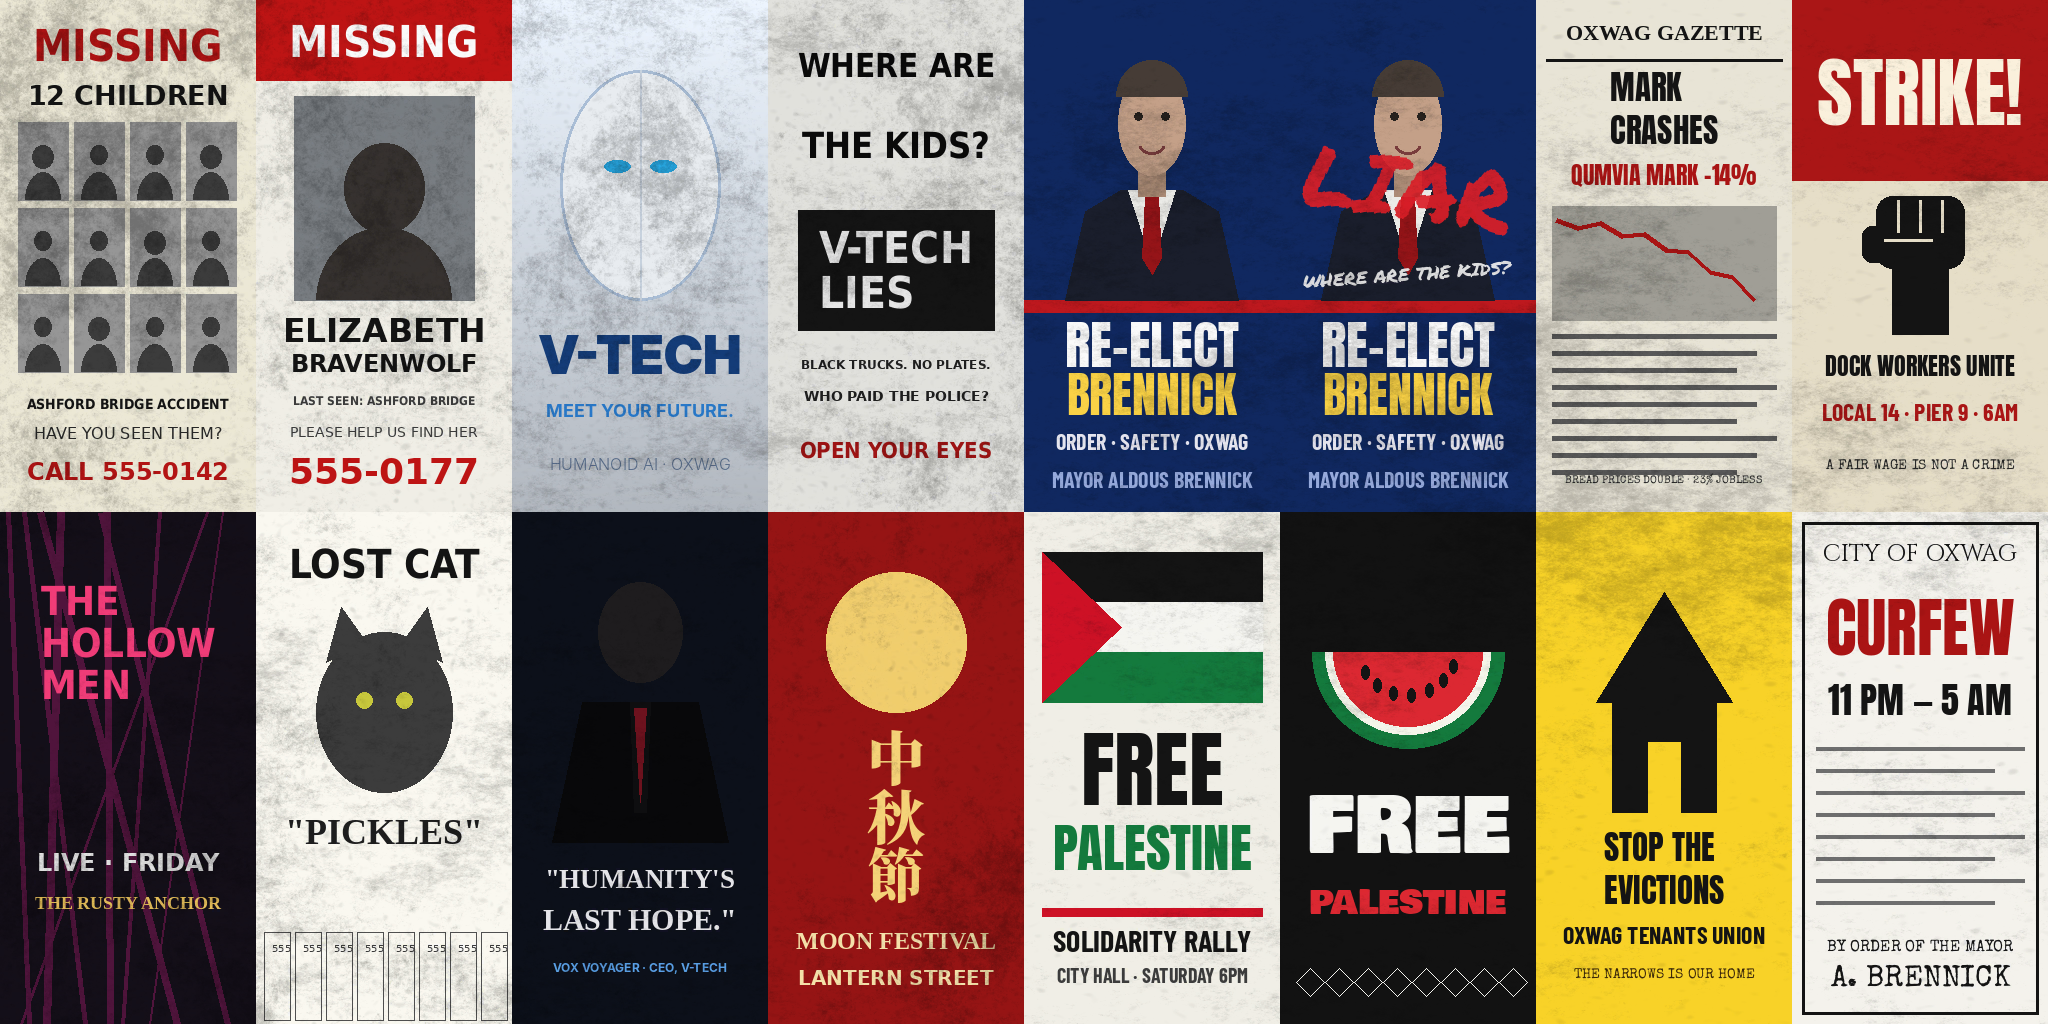 MISSING
12 CHILDREN
ASHFORD BRIDGE ACCIDENT
HAVE YOU SEEN THEM?
CALL 555-0142
MISSING
ELIZABETH
BRAVENWOLF
LAST SEEN: ASHFORD BRIDGE
PLEASE HELP US FIND HER
555-0177
V-TECH
MEET YOUR FUTURE.
HUMANOID AI · OXWAG
WHERE ARE
THE KIDS?
V-TECH
LIES
BLACK TRUCKS. NO PLATES.
WHO PAID THE POLICE?
OPEN YOUR EYES
RE-ELECT
BRENNICK
ORDER · SAFETY · OXWAG
MAYOR ALDOUS BRENNICK
LIAR
WHERE ARE THE KIDS?
RE-ELECT
BRENNICK
ORDER · SAFETY · OXWAG
MAYOR ALDOUS BRENNICK
OXWAG GAZETTE
MARK
CRASHES
QUMVIA MARK -14%
BREAD PRICES DOUBLE · 23% JOBLESS
STRIKE!
DOCK WORKERS UNITE
LOCAL 14 · PIER 9 · 6AM
A FAIR WAGE IS NOT A CRIME
THE
HOLLOW
MEN
LIVE · FRIDAY
THE RUSTY ANCHOR
LOST CAT
"PICKLES"
555 555 555 555 555 555 555 555
"HUMANITY'S
LAST HOPE."
VOX VOYAGER · CEO, V-TECH
中
秋
節
MOON FESTIVAL
LANTERN STREET
FREE
PALESTINE
SOLIDARITY RALLY
CITY HALL · SATURDAY 6PM
FREE
PALESTINE
STOP THE
EVICTIONS
OXWAG TENANTS UNION
THE NARROWS IS OUR HOME
CITY OF OXWAG
CURFEW
11 PM – 5 AM
BY ORDER OF THE MAYOR
A. BRENNICK